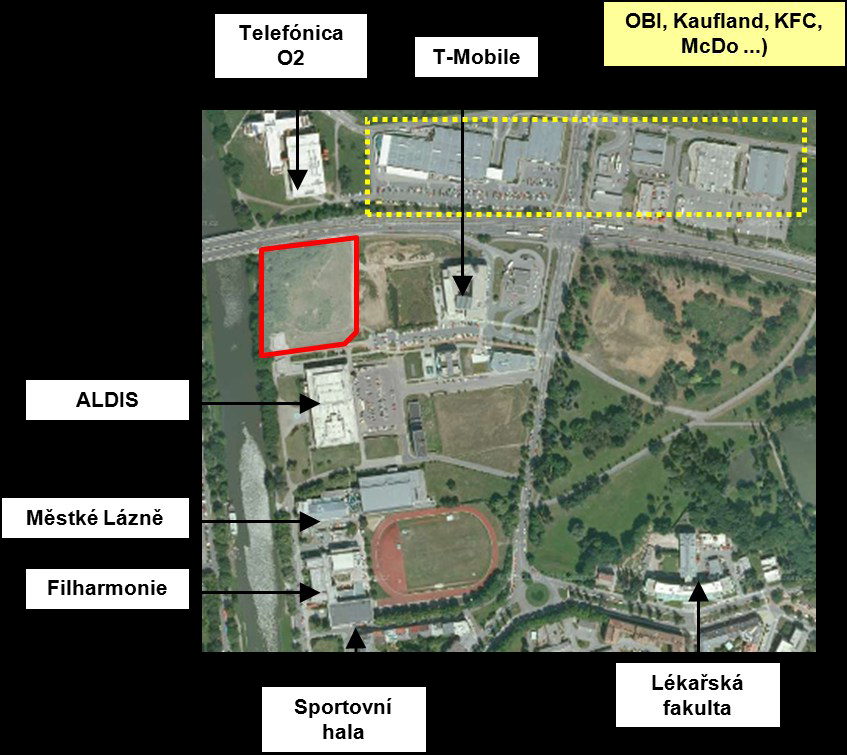 Telefónica
O2
T-Mobile
OBI, Kaufland, KFC,
McDo ...)
ALDIS
Městké Lázně
Filharmonie
Sportovní
hala
Lékařská
fakulta